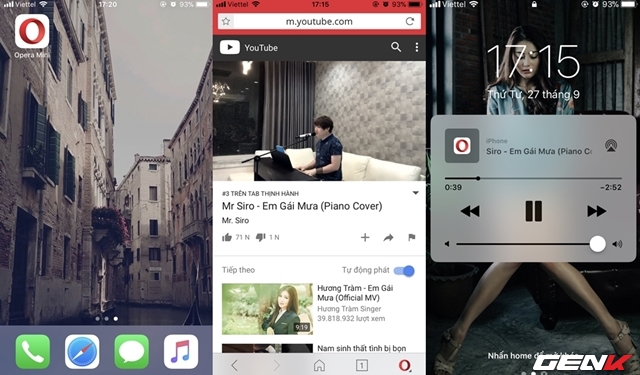 Viettel 17:20 93%
Opera Mini
Viettel 17:15 93%
m.youtube.com
YouTube
#3 TRÊN TAB THỊNH HÀNH
Mr Siro - Em Gái Mưa (Piano Cover)
Mr. Siro
71 N 1 N
Tiếp theo Tự động phát
9:19
Hương Tràm - Em Gái
Mưa (Official MV)
Hương Tràm Singer
39.818.932 lượt xem
Nam sinh thất tình bị bọn
1
Viettel 93%
17:15
Thứ Tư, 27 tháng 9
iPhone
Siro - Em Gái Mưa (Piano Co
0:39 -2:52
Nhấn home để
GENK